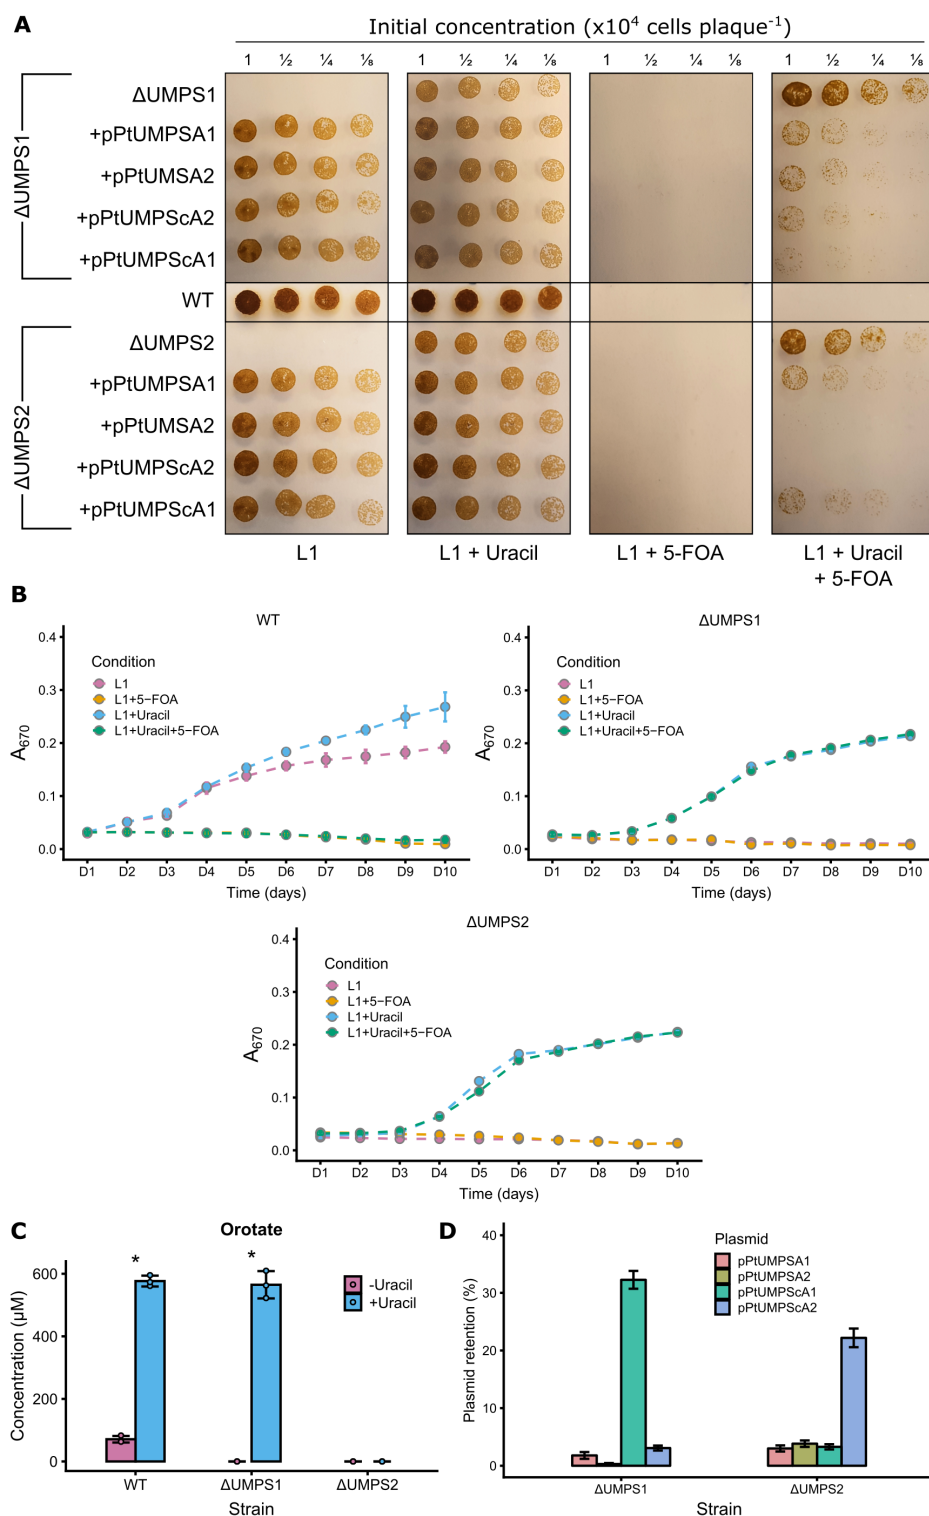 A
Initial concentration (x10⁴ cells plaque⁻¹)
1 ½ ¼ ⅛ 1 ½ ¼ ⅛ 1 ½ ¼ ⅛ 1 ½ ¼ ⅛
ΔUMPS1
ΔUMPS1
+pPtUMPSA1
+pPtUMSA2
+pPtUMPScA2
+pPtUMPScA1
WT
ΔUMPS2
ΔUMPS2
+pPtUMPSA1
+pPtUMSA2
+pPtUMPScA2
+pPtUMPScA1
L1
L1 + Uracil
L1 + 5-FOA
L1 + Uracil
+ 5-FOA
B
WT
0.4
0.3
0.2
0.1
0.0
A₆₇₀
Condition
L1
L1+5−FOA
L1+Uracil
L1+Uracil+5−FOA
D1 D2 D3 D4 D5 D6 D7 D8 D9 D10
Time (days)
ΔUMPS1
0.4
0.3
0.2
0.1
0.0
A₆₇₀
Condition
L1
L1+5−FOA
L1+Uracil
L1+Uracil+5−FOA
D1 D2 D3 D4 D5 D6 D7 D8 D9 D10
Time (days)
ΔUMPS2
0.4
0.3
0.2
0.1
0.0
A₆₇₀
Condition
L1
L1+5−FOA
L1+Uracil
L1+Uracil+5−FOA
D1 D2 D3 D4 D5 D6 D7 D8 D9 D10
Time (days)
C
Orotate
600
400
200
0
Concentration (µM)
* *
-Uracil
+Uracil
WT ΔUMPS1 ΔUMPS2
Strain
D
40
30
20
10
0
Plasmid retention (%)
Plasmid
pPtUMPSA1
pPtUMPSA2
pPtUMPScA1
pPtUMPScA2
ΔUMPS1 ΔUMPS2
Strain